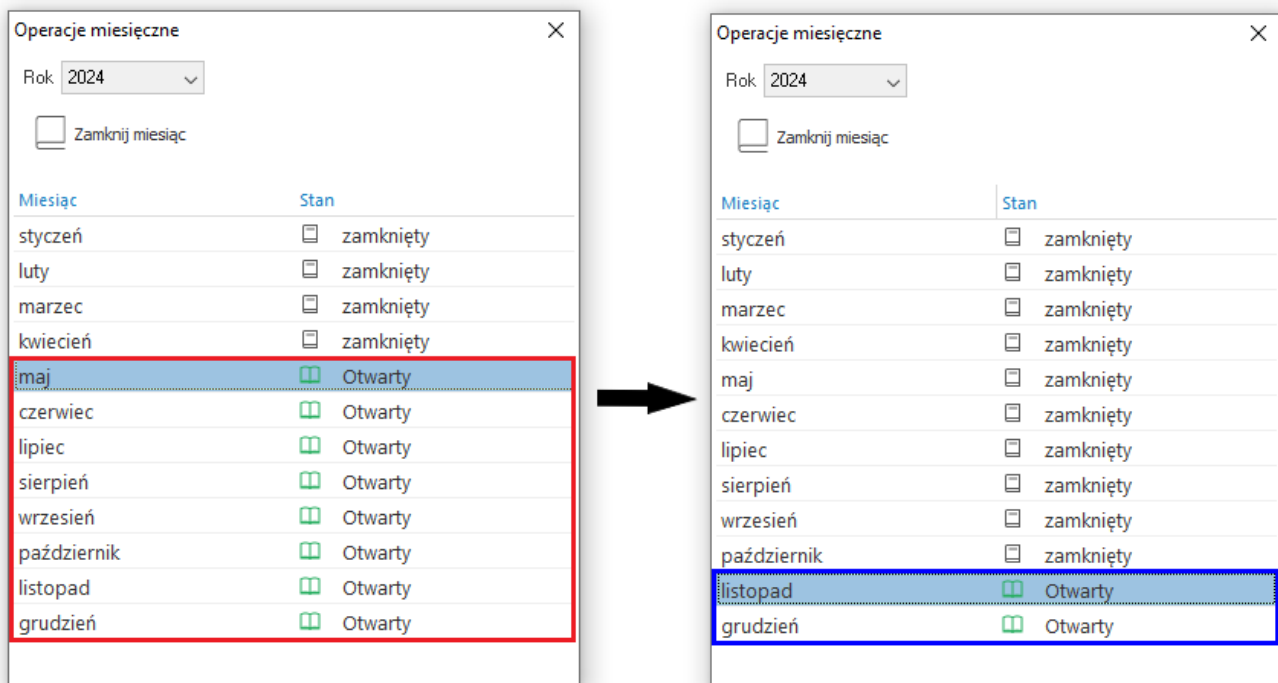 Operacje miesięczne
Rok 2024
Zamknij miesiąc
Miesiąc Stan
styczeń zamknięty
luty zamknięty
marzec zamknięty
kwiecień zamknięty
maj Otwarty
czerwiec Otwarty
lipiec Otwarty
sierpień Otwarty
wrzesień Otwarty
październik Otwarty
listopad Otwarty
grudzień Otwarty
Operacje miesięczne
Rok 2024
Zamknij miesiąc
Miesiąc Stan
styczeń zamknięty
luty zamknięty
marzec zamknięty
kwiecień zamknięty
maj zamknięty
czerwiec zamknięty
lipiec zamknięty
sierpień zamknięty
wrzesień zamknięty
październik zamknięty
listopad Otwarty
grudzień Otwarty